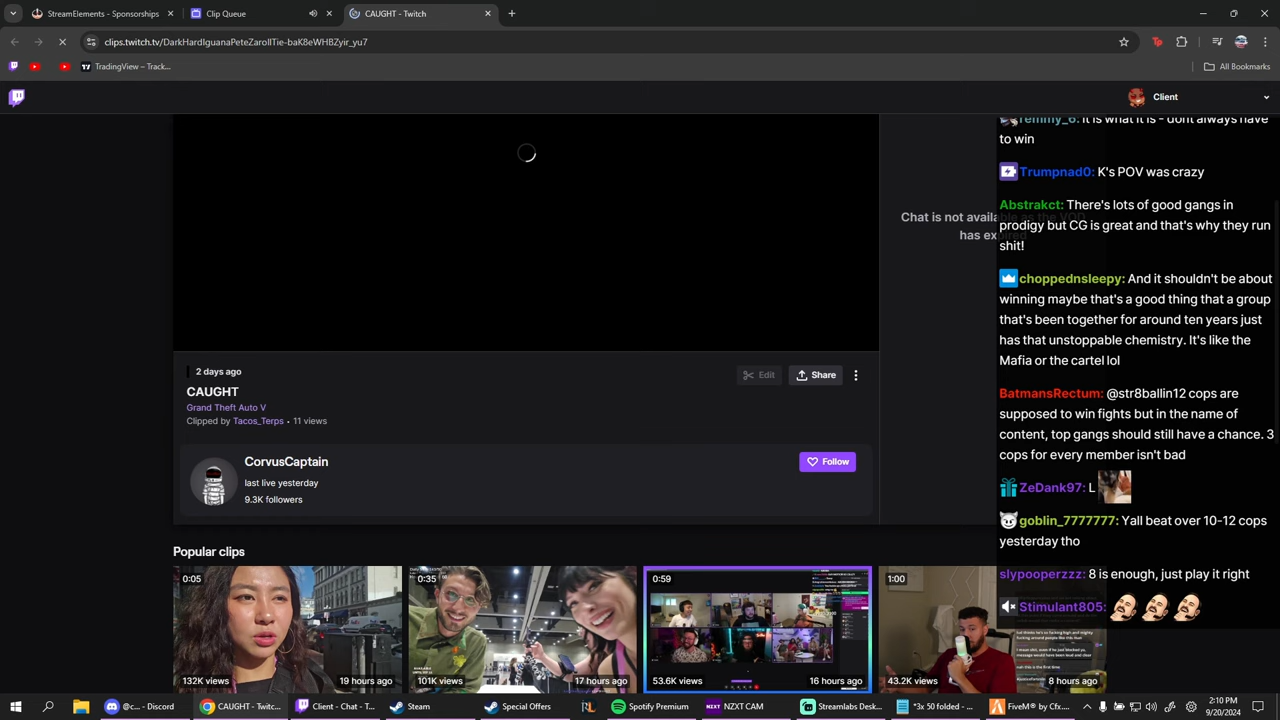 StreamElements - Sponsorships
Clip Queue
CAUGHT - Twitch
clips.twitch.tv/DarkHardIguanaPeteZarollTie-baK8eWHBZyir_yu7
TradingView – Track...
All Bookmarks
Client
Chat is not available as the VOD
has expired
remmy_6: It is what it is - dont always have
to win
Trumpnad0: K's POV was crazy
Abstrakct: There's lots of good gangs in
prodigy but CG is great and that's why they run
shit!
choppednsleepy: And it shouldn't be about
winning maybe that's a good thing that a group
that's been together for around ten years just
has that unstoppable chemistry. It's like the
Mafia or the cartel lol
BatmansRectum: @str8ballin12 cops are
supposed to win fights but in the name of
content, top gangs should still have a chance. 3
cops for every member isn't bad
ZeDank97: L
goblin_7777777: Yall beat over 10-12 cops
yesterday tho
slypooperzzz: 8 is enough, just play it right
Stimulant805:
2 days ago
Edit
Share
CAUGHT
Grand Theft Auto V
Clipped by Tacos_Terps • 11 views
CorvusCaptain
Follow
last live yesterday
9.3K followers
Popular clips
0:05
0:35
0:59
1:00
132K views
19 hours ago
101K views
17 hours ago
53.6K views
16 hours ago
43.2K views
8 hours ago
@c... - Discord
CAUGHT - Twitc...
Client - Chat - T...
Steam
Special Offers
Spotify Premium
NZXT CAM
Streamlabs Desk...
*3x 50 folded - ...
FiveM® by Cfx....
2:10 PM
9/20/2024